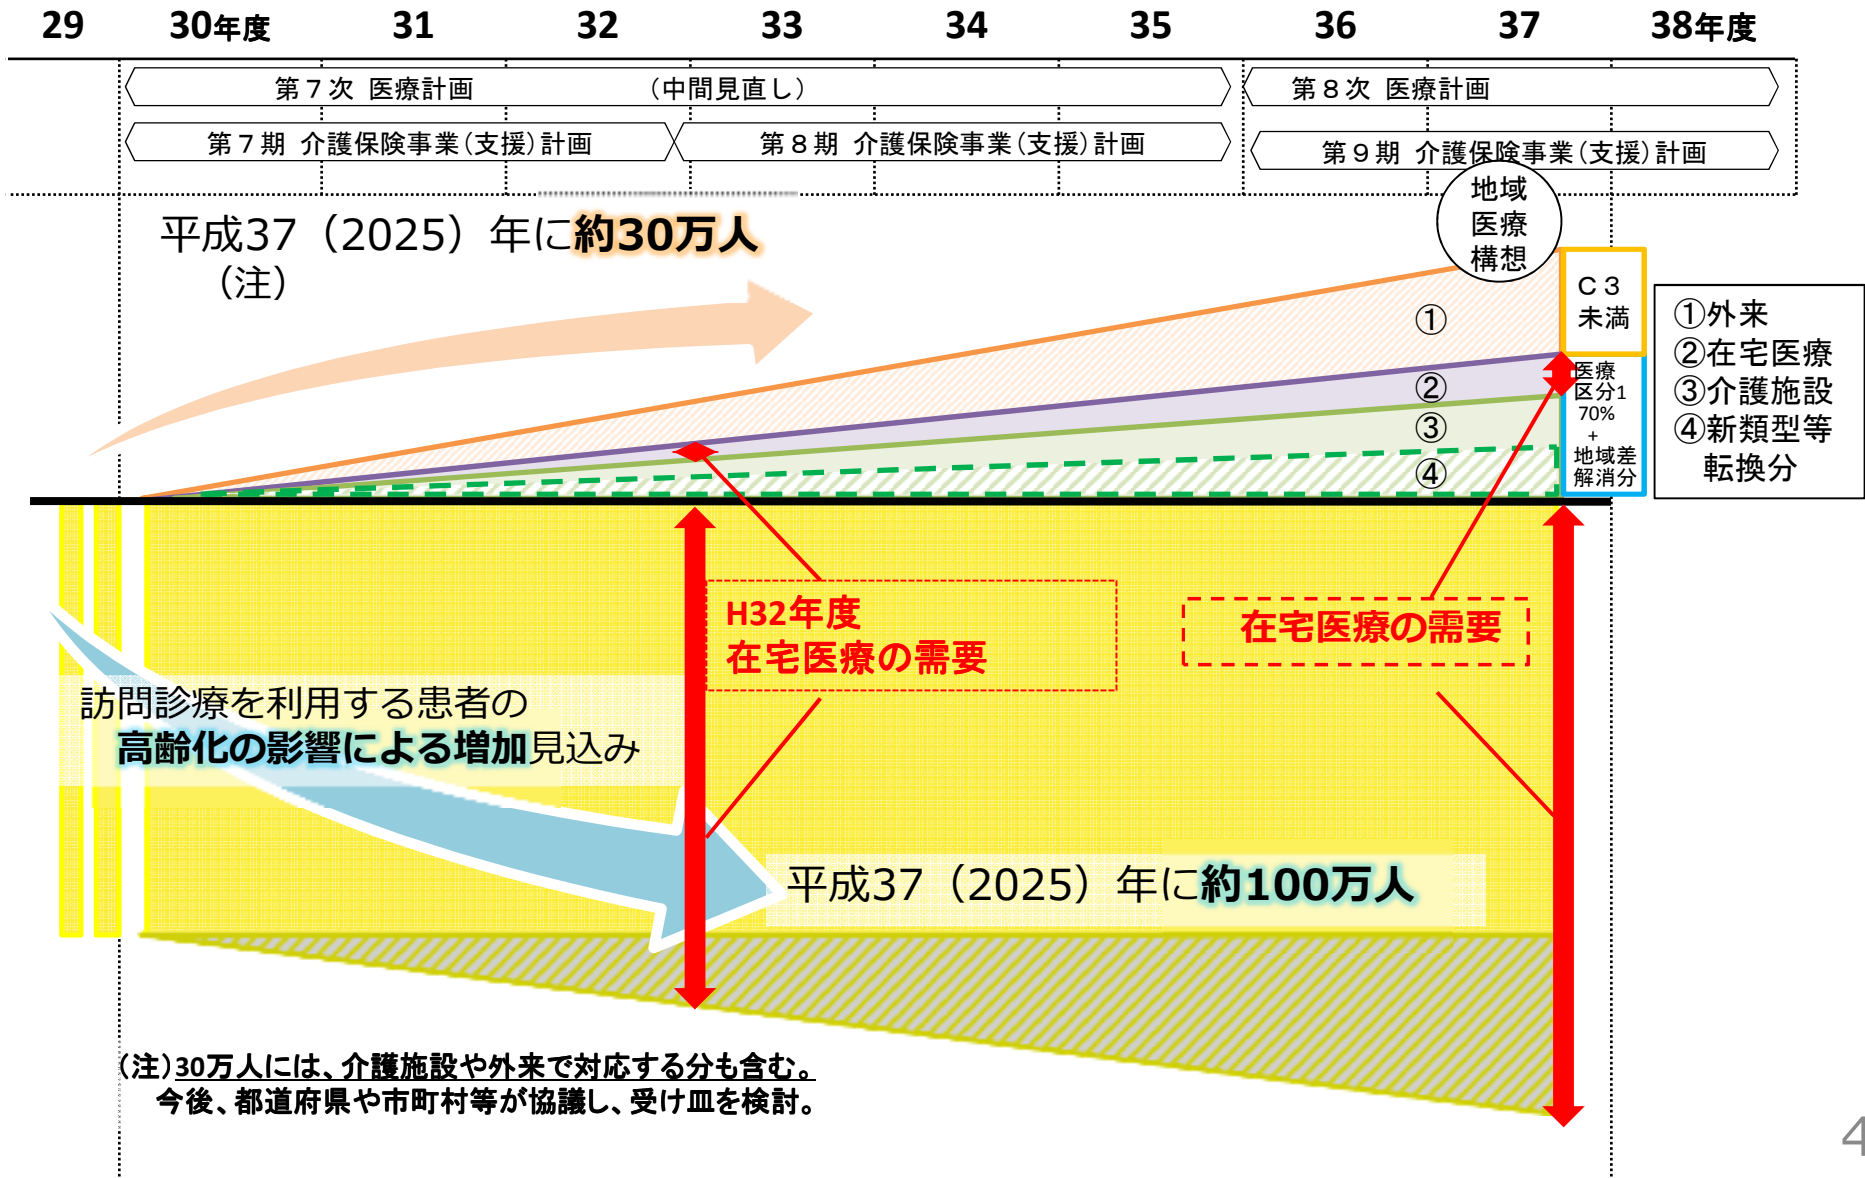 29 30年度 31 32 33 34 35 36 37 38年度
第７次 医療計画 （中間見直し）
第８次 医療計画
第７期 介護保険事業（支援）計画
第８期 介護保険事業（支援）計画
第９期 介護保険事業（支援）計画
地域
医療
構想
平成37（2025）年に約30万人
（注）
Ｃ３
未満
①外来
②在宅医療
③介護施設
④新類型等
転換分
①
②
③
④
医療
区分1
70%
+
地域差
解消分
H32年度
在宅医療の需要
在宅医療の需要
訪問診療を利用する患者の
高齢化の影響による増加見込み
平成37（2025）年に約100万人
（注）30万人には、介護施設や外来で対応する分も含む。
今後、都道府県や市町村等が協議し、受け皿を検討。
4